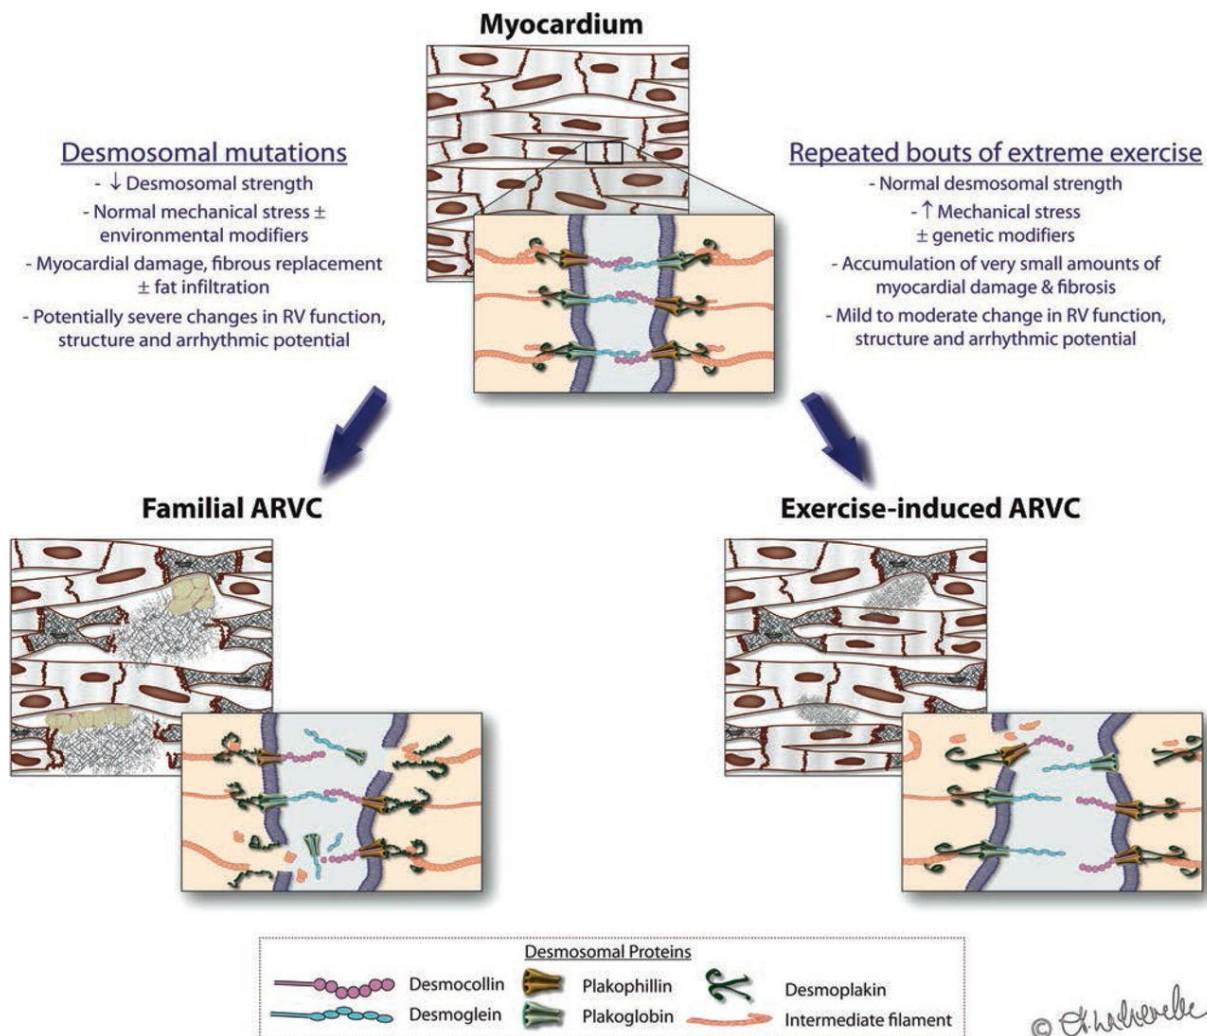 Myocardium
Desmosomal mutations
- ↓ Desmosomal strength
- Normal mechanical stress ±
environmental modifiers
- Myocardial damage, fibrous replacement
± fat infiltration
- Potentially severe changes in RV function,
structure and arrhythmic potential
Repeated bouts of extreme exercise
- Normal desmosomal strength
- ↑ Mechanical stress
± genetic modifiers
- Accumulation of very small amounts of
myocardial damage & fibrosis
- Mild to moderate change in RV function,
structure and arrhythmic potential
Familial ARVC
Exercise-induced ARVC
Desmosomal Proteins
Desmocollin
Plakophillin
Desmoplakin
Desmoglein
Plakoglobin
Intermediate filament
©